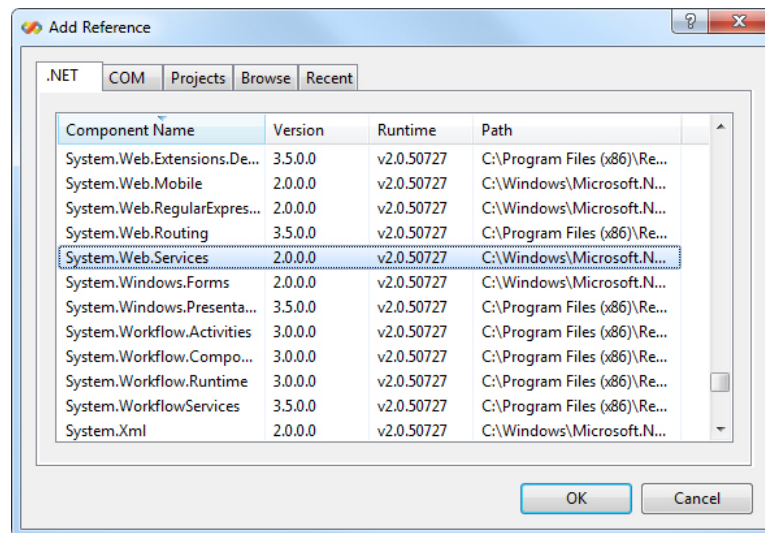 Add Reference
.NET COM Projects Browse Recent
Component Name Version Runtime Path
System.Web.Extensions.De... 3.5.0.0 v2.0.50727 C:\Program Files (x86)\Re...
System.Web.Mobile 2.0.0.0 v2.0.50727 C:\Windows\Microsoft.N...
System.Web.RegularExpres... 2.0.0.0 v2.0.50727 C:\Windows\Microsoft.N...
System.Web.Routing 3.5.0.0 v2.0.50727 C:\Program Files (x86)\Re...
System.Web.Services 2.0.0.0 v2.0.50727 C:\Windows\Microsoft.N...
System.Windows.Forms 2.0.0.0 v2.0.50727 C:\Windows\Microsoft.N...
System.Windows.Presenta... 3.5.0.0 v2.0.50727 C:\Program Files (x86)\Re...
System.Workflow.Activities 3.0.0.0 v2.0.50727 C:\Program Files (x86)\Re...
System.Workflow.Compo... 3.0.0.0 v2.0.50727 C:\Program Files (x86)\Re...
System.Workflow.Runtime 3.0.0.0 v2.0.50727 C:\Program Files (x86)\Re...
System.WorkflowServices 3.5.0.0 v2.0.50727 C:\Program Files (x86)\Re...
System.Xml 2.0.0.0 v2.0.50727 C:\Windows\Microsoft.N...
OK Cancel